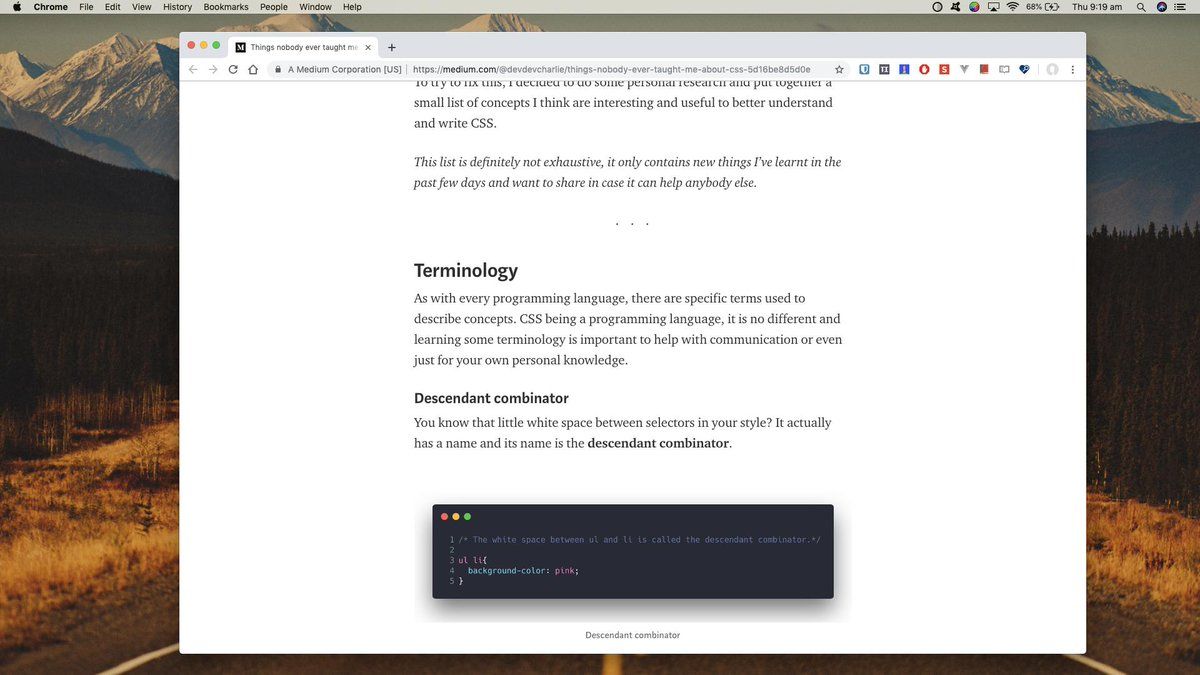 Chrome File Edit View History Bookmarks People Window Help 68% Thu 9:19 am
Things nobody ever taught me
A Medium Corporation [US] https://medium.com/@devdevcharlie/things-nobody-ever-taught-me-about-css-5d16be8d5d0e
To try to fix this, I decided to do some personal research and put together a
small list of concepts I think are interesting and useful to better understand
and write CSS.
This list is definitely not exhaustive, it only contains new things I've learnt in the
past few days and want to share in case it can help anybody else.
. . .
Terminology
As with every programming language, there are specific terms used to
describe concepts. CSS being a programming language, it is no different and
learning some terminology is important to help with communication or even
just for your own personal knowledge.
Descendant combinator
You know that little white space between selectors in your style? It actually
has a name and its name is the descendant combinator.
1 /* The white space between ul and li is called the descendant combinator.*/
2
3 ul li{
4 background-color: pink;
5 }
Descendant combinator